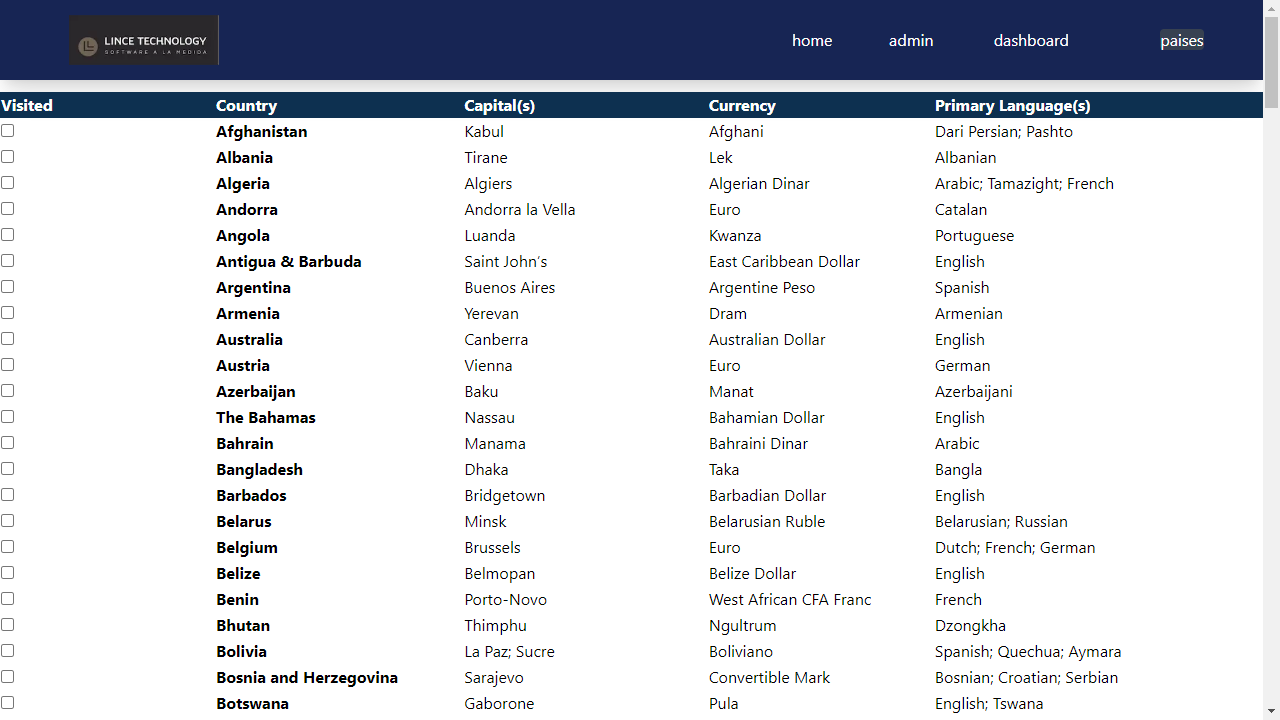 LINCE TECHNOLOGY
SOFTWARE A LA MEDIDA
home admin dashboard paises
Visited Country Capital(s) Currency Primary Language(s)
Afghanistan Kabul Afghani Dari Persian; Pashto
Albania Tirane Lek Albanian
Algeria Algiers Algerian Dinar Arabic; Tamazight; French
Andorra Andorra la Vella Euro Catalan
Angola Luanda Kwanza Portuguese
Antigua & Barbuda Saint John’s East Caribbean Dollar English
Argentina Buenos Aires Argentine Peso Spanish
Armenia Yerevan Dram Armenian
Australia Canberra Australian Dollar English
Austria Vienna Euro German
Azerbaijan Baku Manat Azerbaijani
The Bahamas Nassau Bahamian Dollar English
Bahrain Manama Bahraini Dinar Arabic
Bangladesh Dhaka Taka Bangla
Barbados Bridgetown Barbadian Dollar English
Belarus Minsk Belarusian Ruble Belarusian; Russian
Belgium Brussels Euro Dutch; French; German
Belize Belmopan Belize Dollar English
Benin Porto-Novo West African CFA Franc French
Bhutan Thimphu Ngultrum Dzongkha
Bolivia La Paz; Sucre Boliviano Spanish; Quechua; Aymara
Bosnia and Herzegovina Sarajevo Convertible Mark Bosnian; Croatian; Serbian
Botswana Gaborone Pula English; Tswana